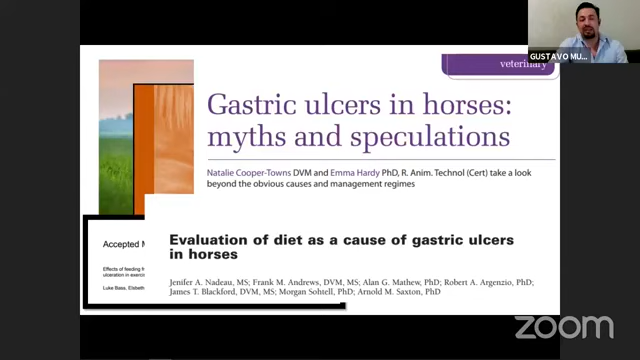 GUSTAVO MU...
veterinary
Gastric ulcers in horses:
myths and speculations
Natalie Cooper-Towns DVM and Emma Hardy PhD, R. Anim. Technol (Cert) take a look
beyond the obvious causes and management regimes
Accepted M
Evaluation of diet as a cause of gastric ulcers
in horses
Effects of feeding
ulceration in exerci
Jenifer A. Nadeau, MS; Frank M. Andrews, DVM, MS; Alan G. Mathew, PhD; Robert A. Argenzio, PhD;
James T. Blackford, DVM, MS; Morgan Sohtell, PhD; Arnold M. Saxton, PhD
Luke Bass, Elsbeth
zoom